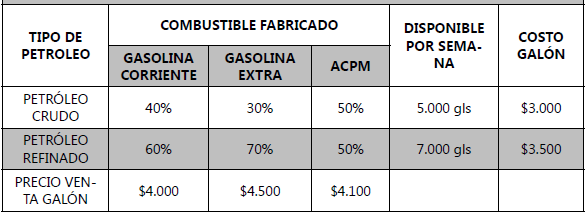 TIPO DE PETROLEO
COMBUSTIBLE FABRICADO
DISPONIBLE POR SEMA-NA
COSTO GALÓN
GASOLINA CORRIENTE
GASOLINA EXTRA
ACPM
PETRÓLEO CRUDO
40%
30%
50%
5.000 gls
$3.000
PETRÓLEO REFINADO
60%
70%
50%
7.000 gls
$3.500
PRECIO VEN-TA GALÓN
$4.000
$4.500
$4.100